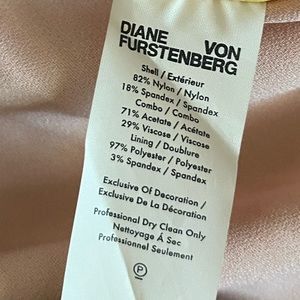 DIANE VON
FURSTENBERG
Shell / Extérieur
82% Nylon / Nylon
18% Spandex / Spandex
Combo / Combo
71% Acetate / Acétate
29% Viscose / Viscose
Lining / Doublure
97% Polyester / Polyester
3% Spandex / Spandex
Exclusive Of Decoration /
Exclusive De La Décoration
Professional Dry Clean Only
Nettoyage Á Sec
Professionnel Seulement
P